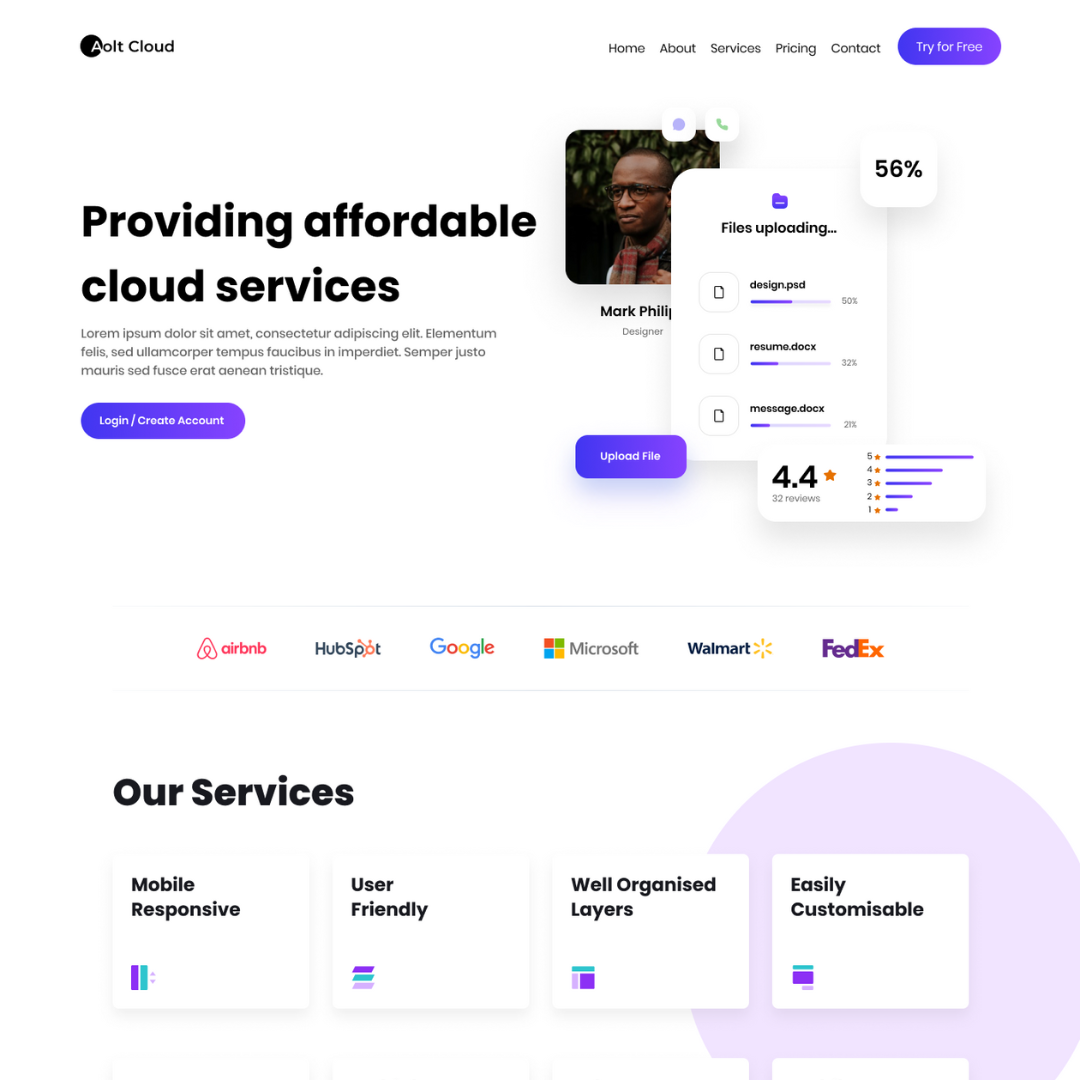 Aolt Cloud
Home About Services Pricing Contact Try for Free
56%
Files uploading...
Providing affordable
cloud services
design.psd
50%
Mark Philip
Designer
Lorem ipsum dolor sit amet, consectetur adipiscing elit. Elementum
felis, sed ullamcorper tempus faucibus in imperdiet. Semper justo
mauris sed fusce erat aenean tristique.
resume.docx
32%
message.docx
21%
Login / Create Account
Upload File
4.4
32 reviews
5
4
3
2
1
airbnb HubSpot Google Microsoft Walmart FedEx
Our Services
Mobile
Responsive
User
Friendly
Well Organised
Layers
Easily
Customisable